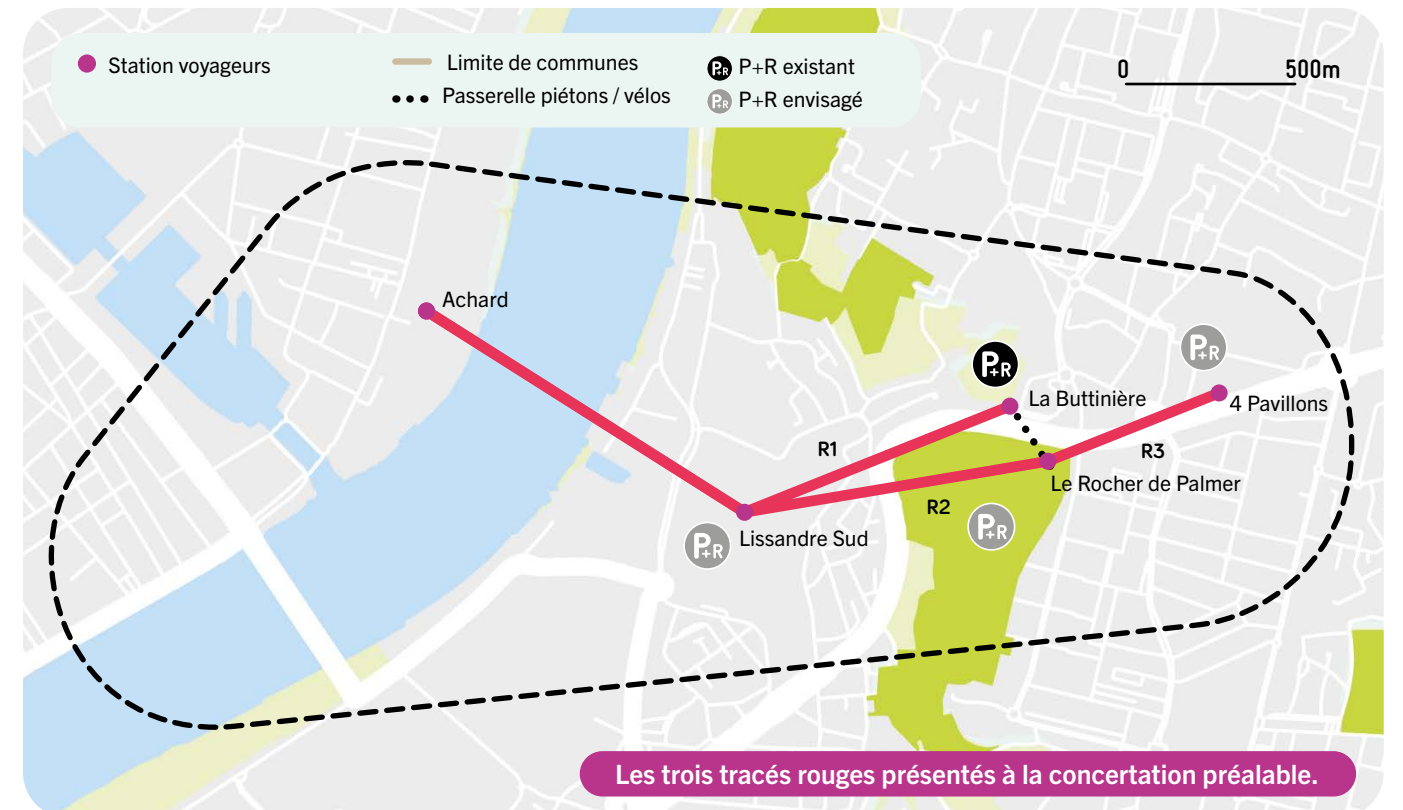 Station voyageurs
Limite de communes
Passerelle piétons / vélos
P+R P+R existant
P+R P+R envisagé
0 500m
Achard
P+R
P+R
La Buttinière
4 Pavillons
R1
R3
Le Rocher de Palmer
R2
P+R
P+R
Lissandre Sud
Les trois tracés rouges présentés à la concertation préalable.